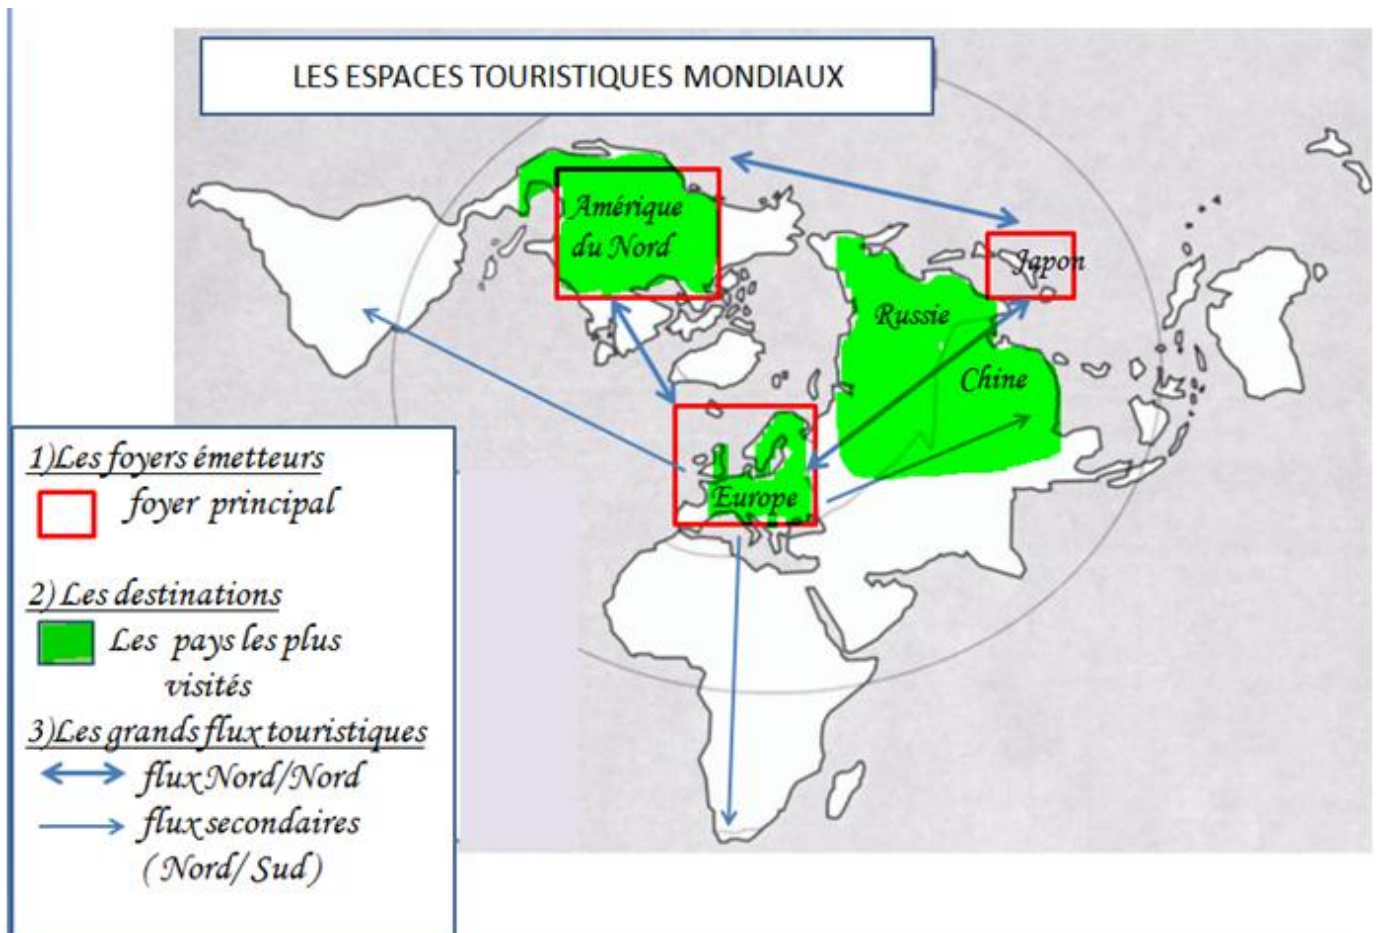 LES ESPACES TOURISTIQUES MONDIAUX
Amérique
du Nord
Japon
Russie
Chine
Europe
1)Les foyers émetteurs
foyer principal
2) Les destinations
Les pays les plus
visités
3)Les grands flux touristiques
flux Nord/Nord
flux secondaires
( Nord/ Sud )